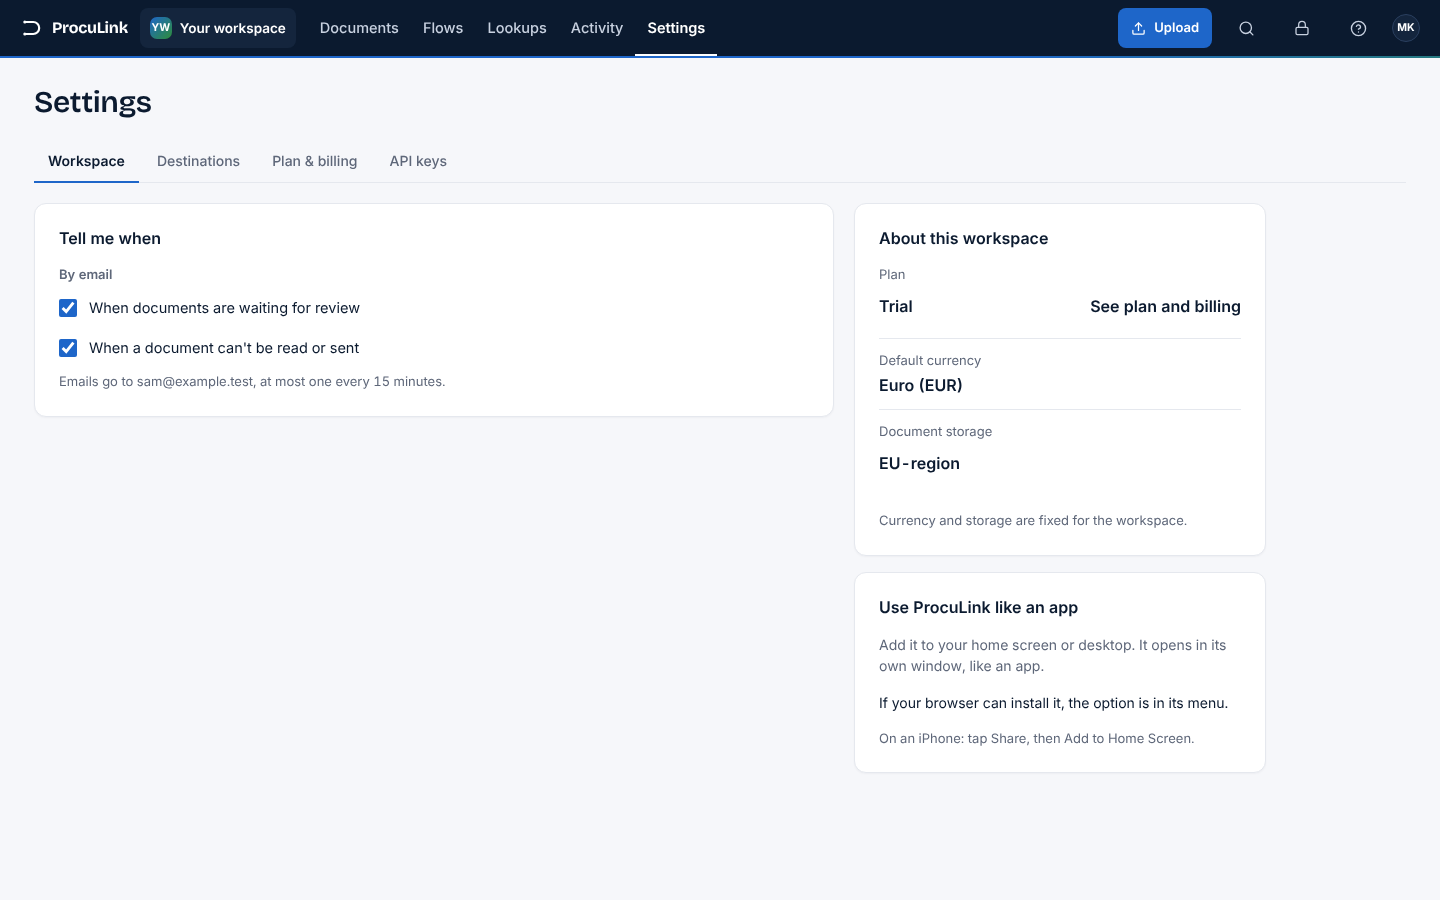 ProcuLink
YW
Your workspace
Documents
Flows
Lookups
Activity
Settings
Upload
MK
Settings
Workspace
Destinations
Plan & billing
API keys
Tell me when
By email
When documents are waiting for review
When a document can't be read or sent
Emails go to sam@example.test, at most one every 15 minutes.
About this workspace
Plan
Trial
See plan and billing
Default currency
Euro (EUR)
Document storage
EU-region
Currency and storage are fixed for the workspace.
Use ProcuLink like an app
Add it to your home screen or desktop. It opens in its
own window, like an app.
If your browser can install it, the option is in its menu.
On an iPhone: tap Share, then Add to Home Screen.